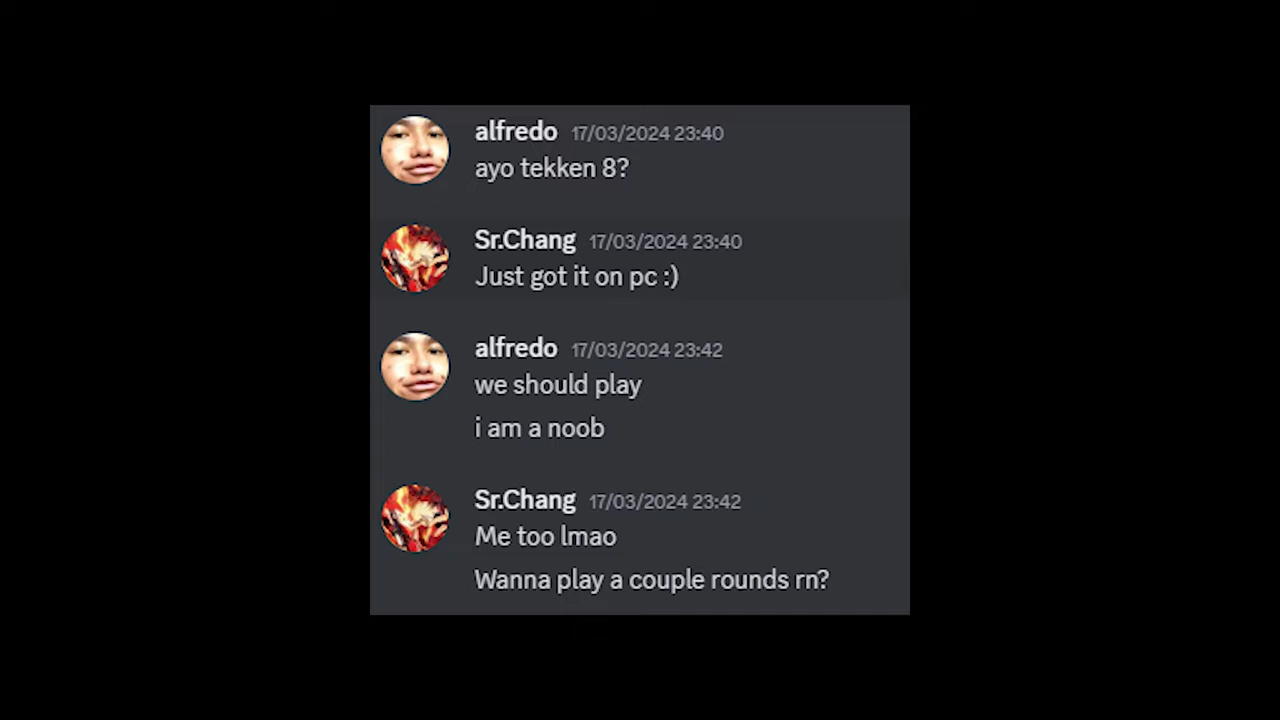 alfredo 17/03/2024 23:40
ayo tekken 8?
Sr.Chang 17/03/2024 23:40
Just got it on pc :)
alfredo 17/03/2024 23:42
we should play
i am a noob
Sr.Chang 17/03/2024 23:42
Me too lmao
Wanna play a couple rounds rn?